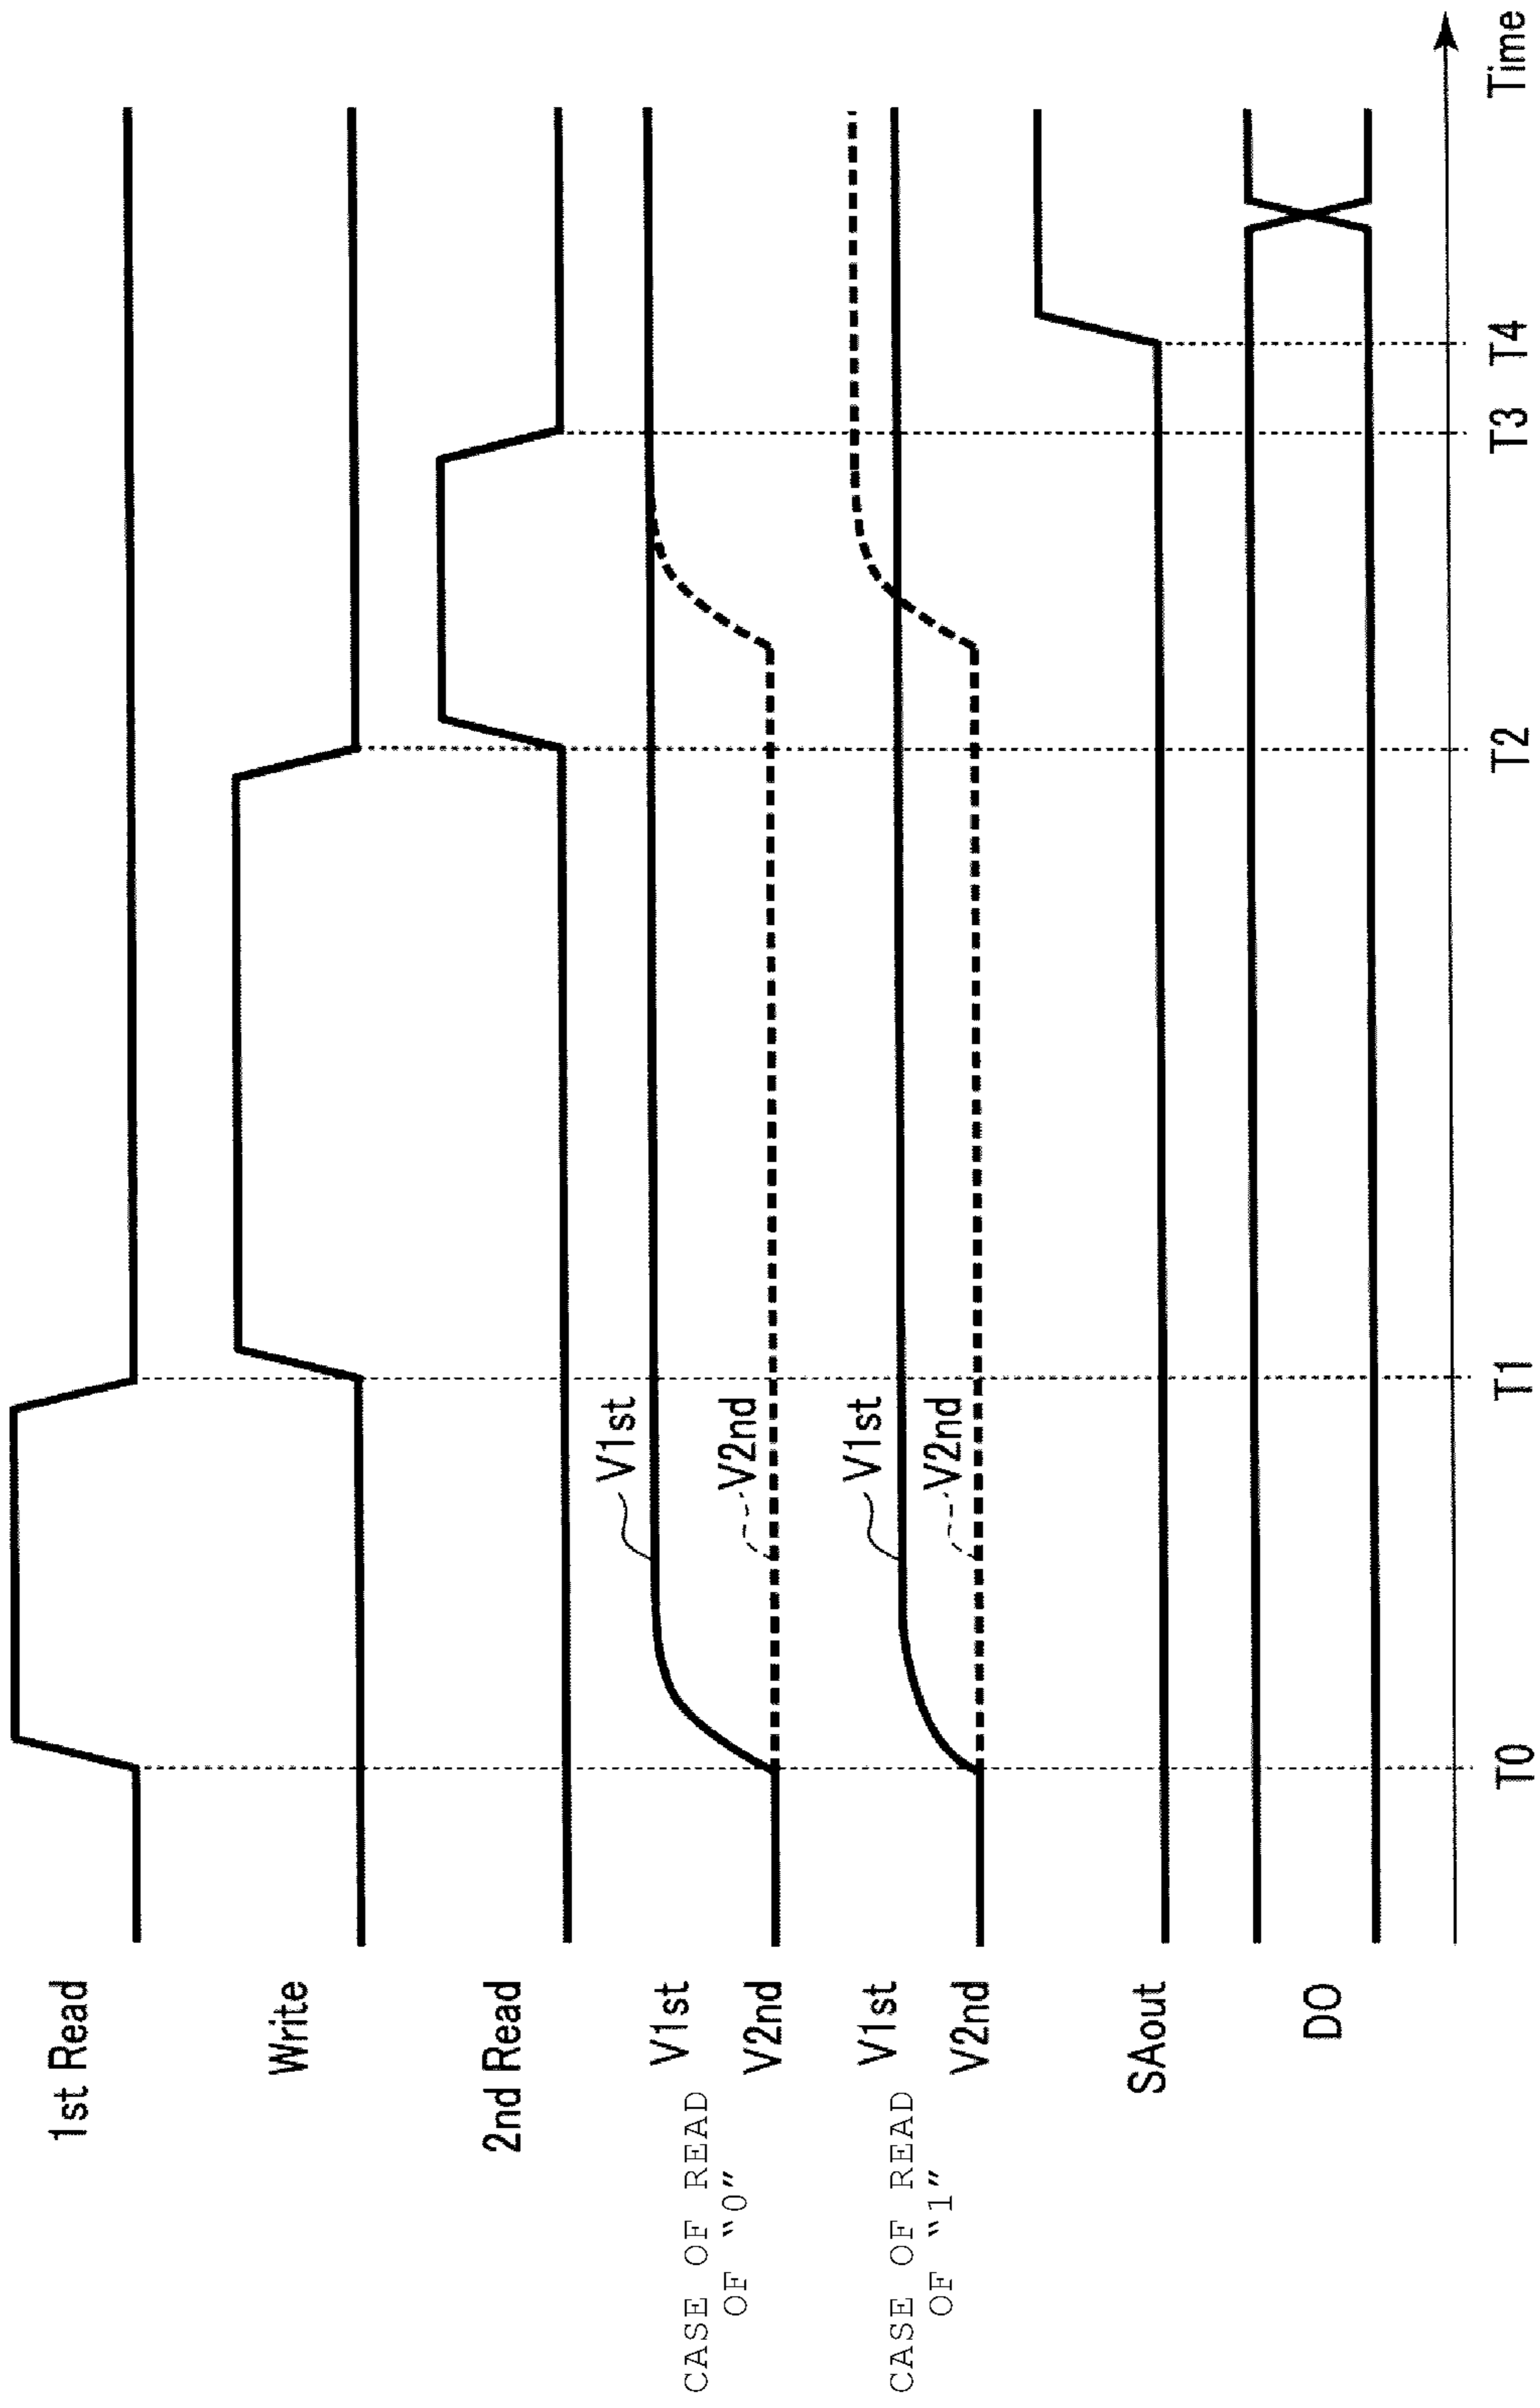 1st Read
Write
2nd Read
V1st
V1st
CASE OF READ
OF “0”
V2nd
V2nd
V1st
V1st
CASE OF READ
OF “1”
V2nd
V2nd
SAout
DO
T0
T1
T2
T3
T4
Time